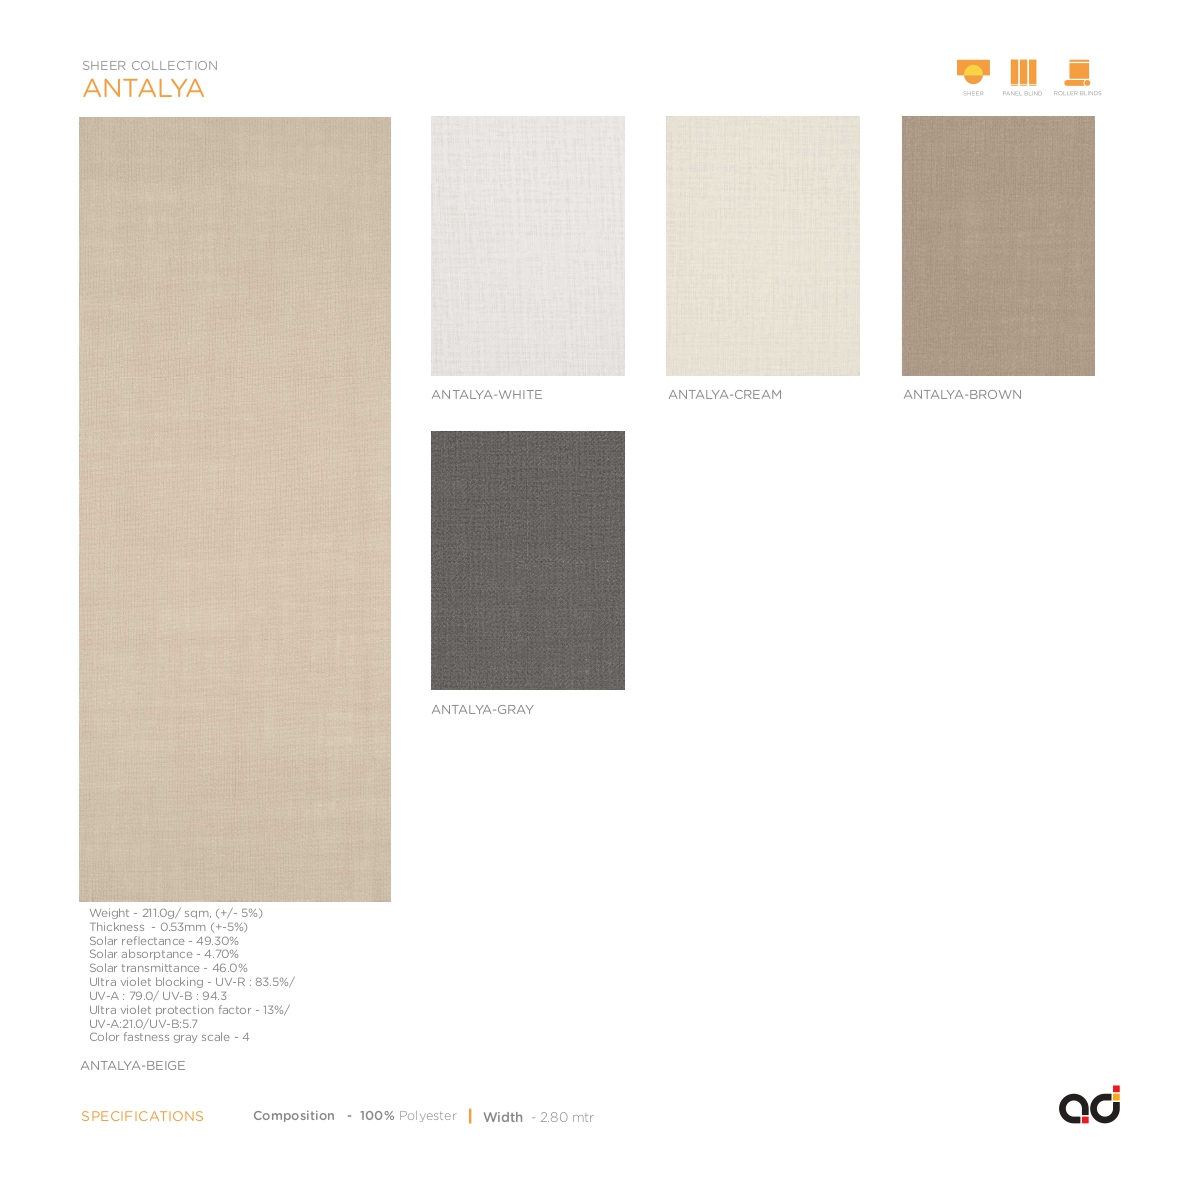 SHEER COLLECTION
ANTALYA
SHEER
PANEL BLIND
ROLLER BLINDS
ANTALYA-WHITE
ANTALYA-CREAM
ANTALYA-BROWN
ANTALYA-GRAY
Weight - 211.0g/ sqm, (+/- 5%)
Thickness - 0.53mm (+-5%)
Solar reflectance - 49.30%
Solar absorptance - 4.70%
Solar transmittance - 46.0%
Ultra violet blocking - UV-R : 83.5%/
UV-A : 79.0/ UV-B : 94.3
Ultra violet protection factor - 13%/
UV-A:21.0/UV-B:5.7
Color fastness gray scale - 4
ANTALYA-BEIGE
SPECIFICATIONS
Composition - 100% Polyester | Width - 2.80 mtr
ad